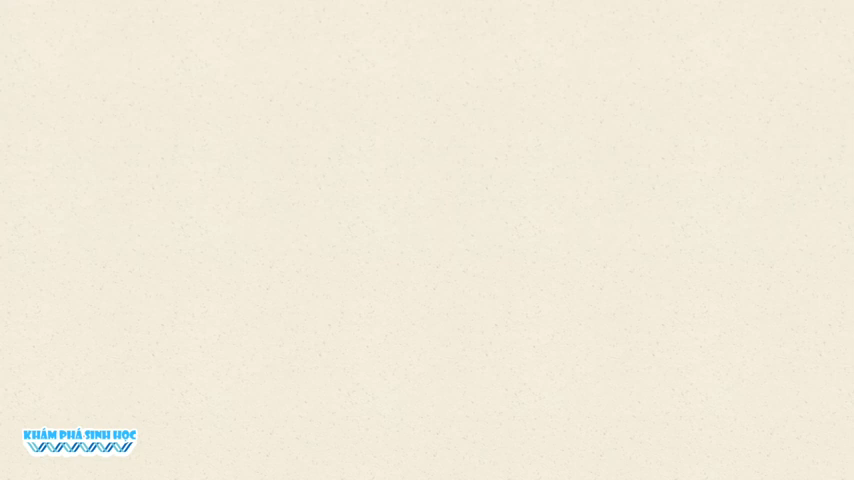 KHÁM PHÁ SINH HỌC